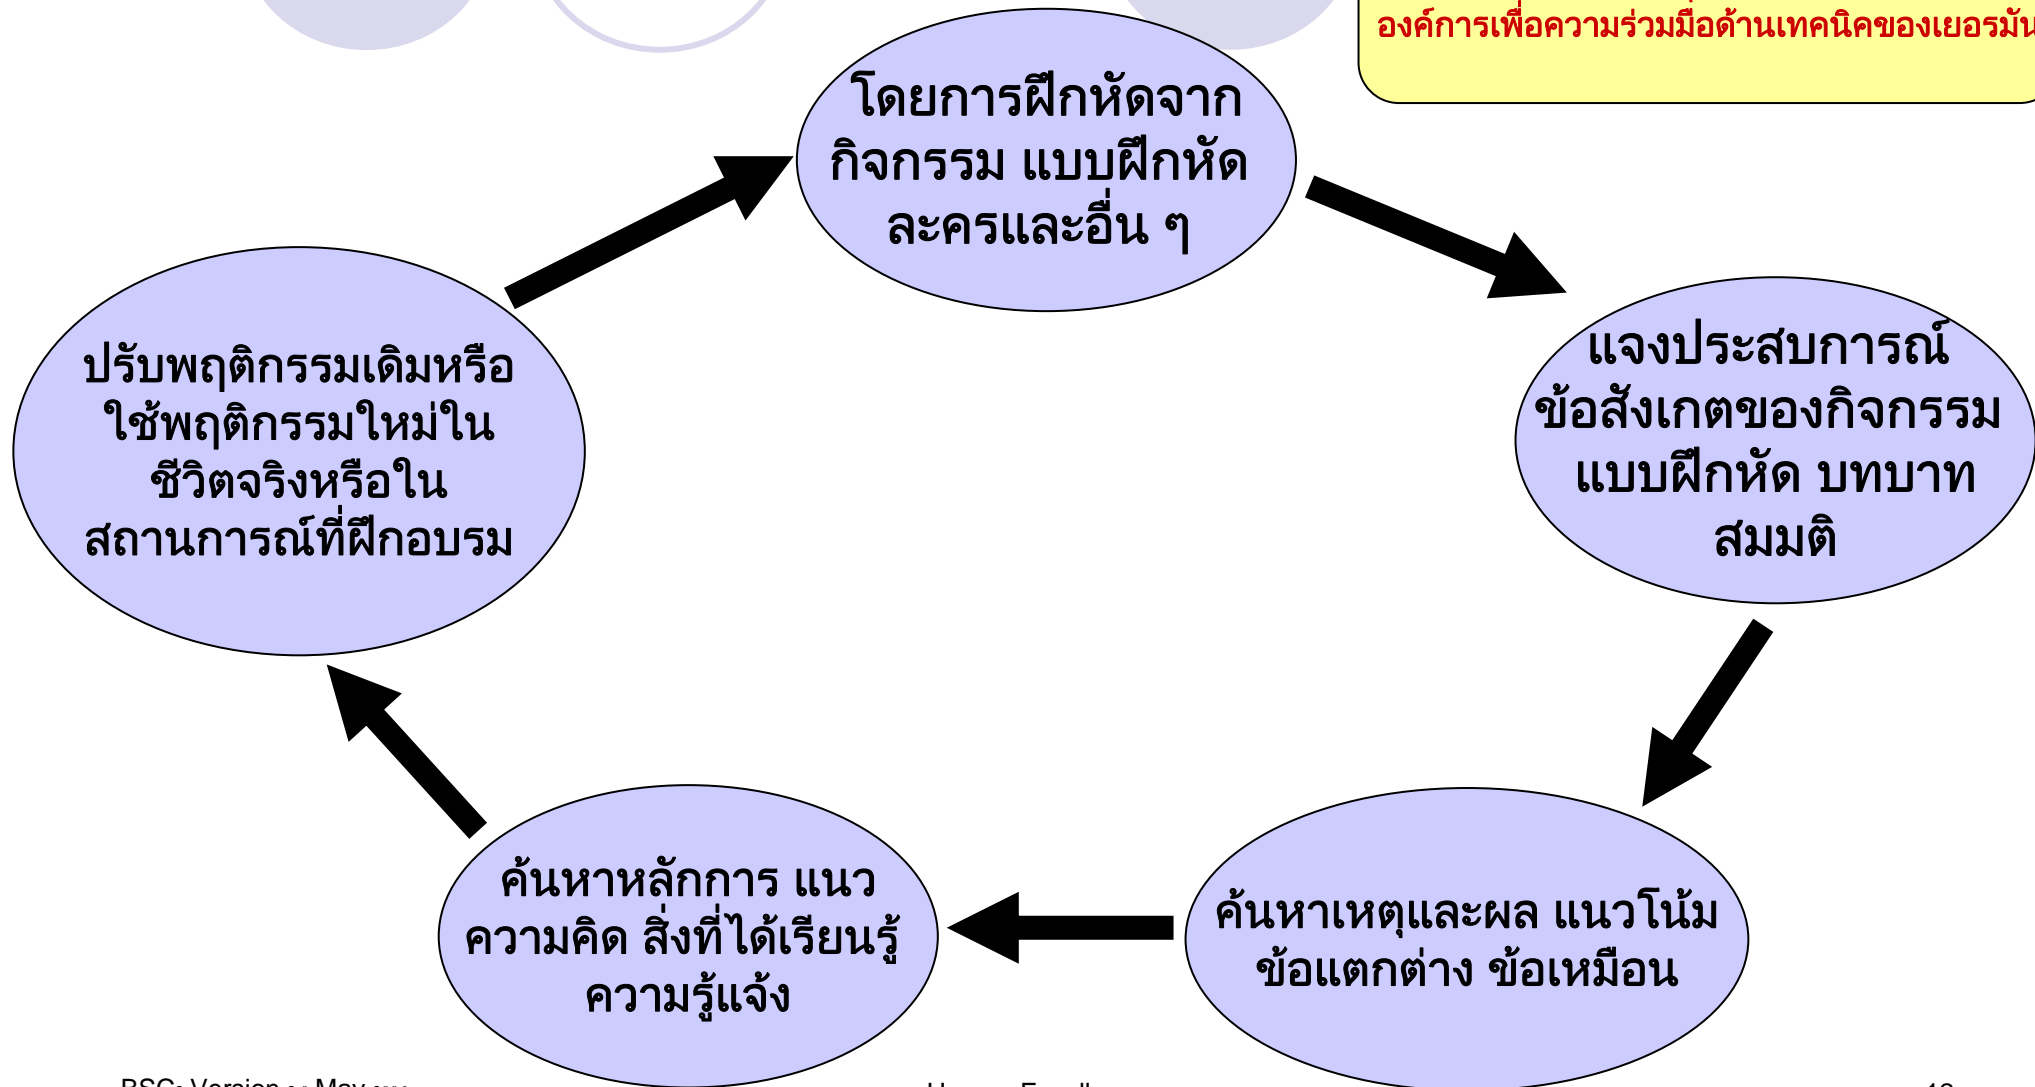 องค์การเพื่อความร่วมมือด้านเทคนิคของเยอรมัน
โดยการฝึกหัดจาก
กิจกรรม แบบฝึกหัด
ละครและอื่น ๆ
แจงประสบการณ์
ข้อสังเกตของกิจกรรม
แบบฝึกหัด บทบาท
สมมติ
ค้นหาเหตุและผล แนวโน้ม
ข้อแตกต่าง ข้อเหมือน
ค้นหาหลักการ แนว
ความคิด สิ่งที่ได้เรียนรู้
ความรู้แจ้ง
ปรับพฤติกรรมเดิมหรือ
ใช้พฤติกรรมใหม่ใน
ชีวิตจริงหรือใน
สถานการณ์ที่ฝึกอบรม